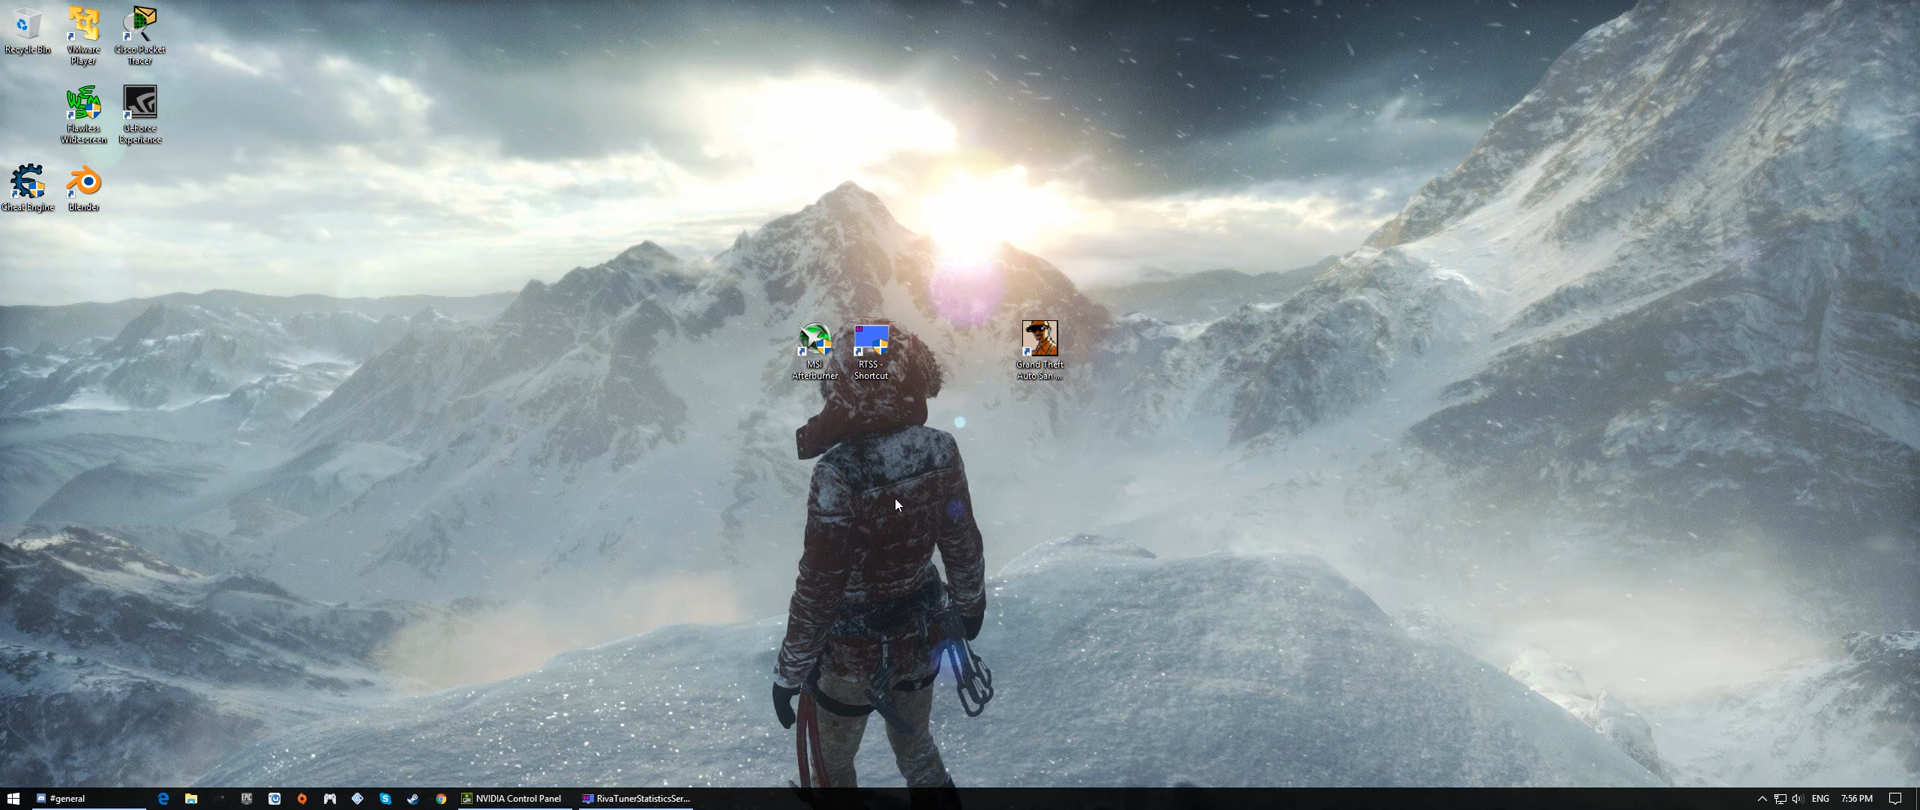 Recycle Bin
VMware
Player
Cisco Packet
Tracer
Flawless
Widescreen
GeForce
Experience
Cheat Engine
blender
MSI
Afterburner
RTSS -
Shortcut
Grand Theft
Auto San ...
#general
NVIDIA Control Panel
RivaTunerStatisticsSer...
ENG
7:56 PM